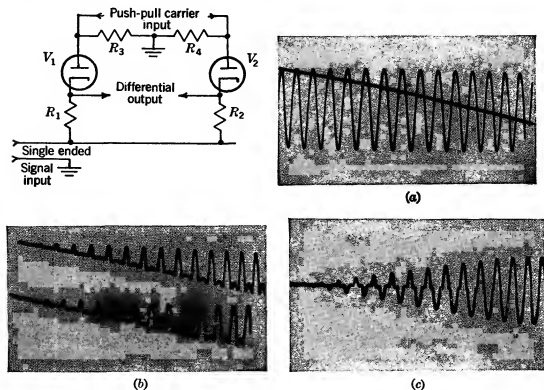 Push-pull carrier
input
R3
R4
V1
V2
Differential
output
R1
R2
Single ended
Signal
input
(a)
(b)
(c)